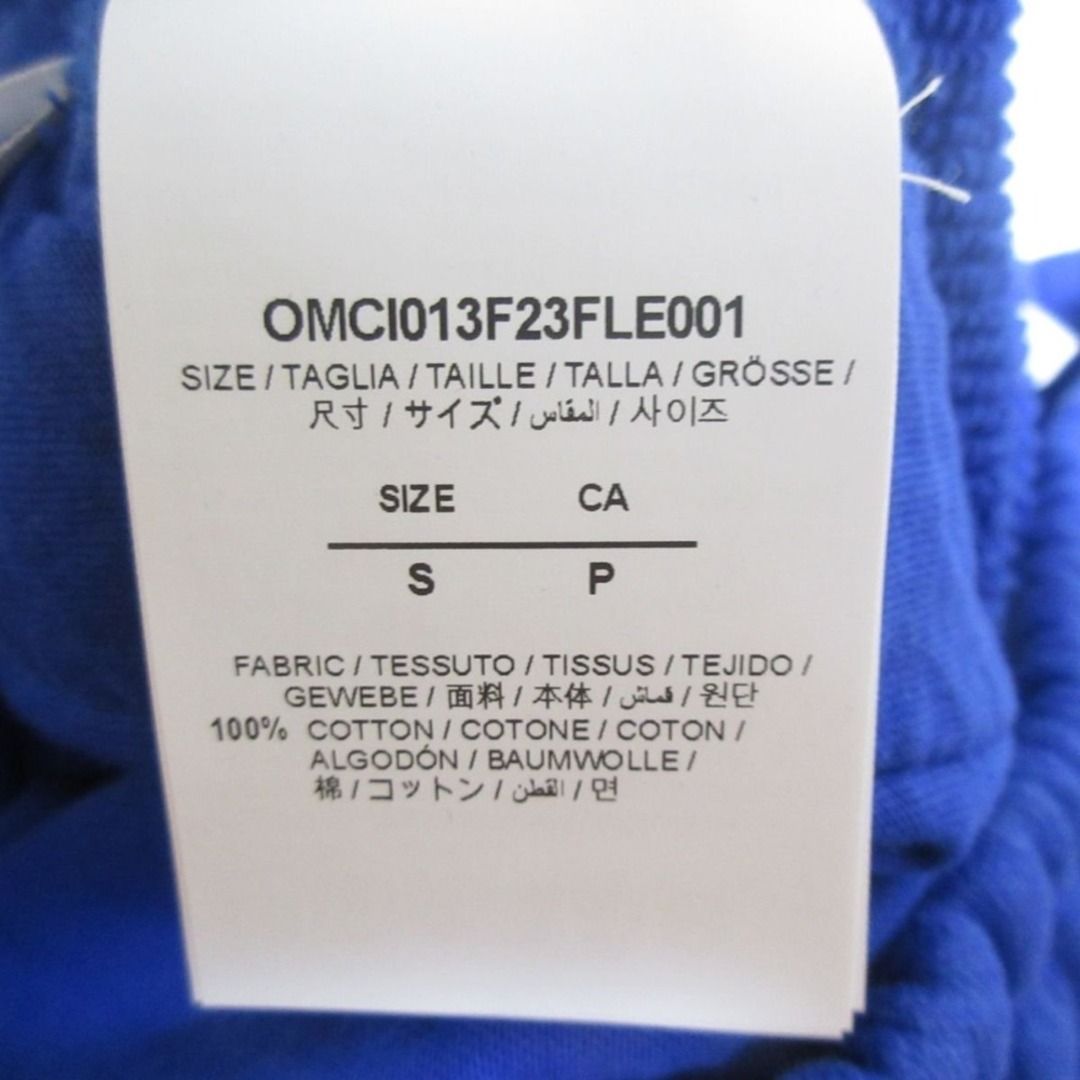 OMCI013F23FLE001
SIZE / TAGLIA / TAILLE / TALLA / GRÖSSE /
尺寸 / サイズ / المقاس / 사이즈
SIZE CA
S P
FABRIC / TESSUTO / TISSUS / TEJIDO /
GEWEBE / 面料 / 本体 / قماش / 원단
100% COTTON / COTONE / COTON /
ALGODÓN / BAUMWOLLE /
棉 / コットン / القطن / 면